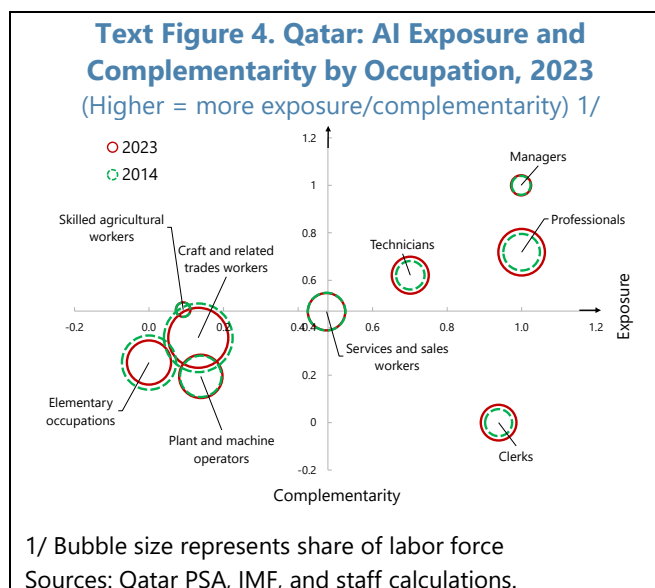 Text Figure 4. Qatar: AI Exposure and
Complementarity by Occupation, 2023
(Higher = more exposure/complementarity) 1/
2023
2014
1.2
1
0.8
0.6
0.4
0.2
0
-0.2
-0.2
0.0
0.2
0.4
0.6
0.8
1.0
1.2
Managers
Professionals
Technicians
Skilled agricultural
workers
Craft and related
trades workers
Services and sales
workers
Elementary
occupations
Plant and machine
operators
Clerks
Exposure
Complementarity
1/ Bubble size represents share of labor force
Sources: Qatar PSA, IMF, and staff calculations.